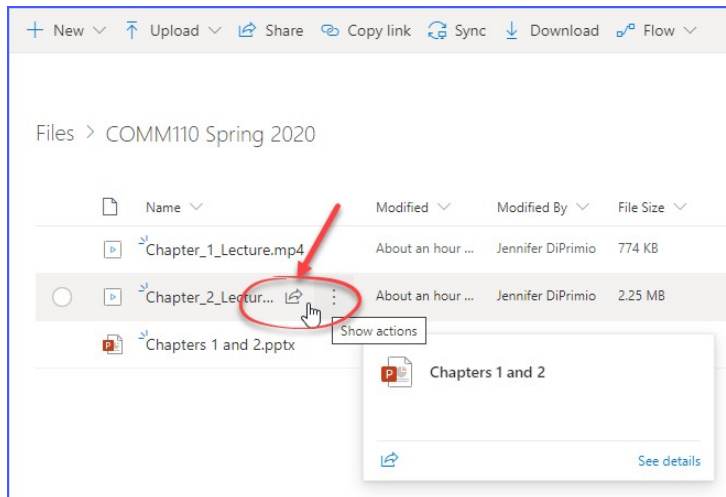 New Upload Share Copy link Sync Download Flow
Files > COMM110 Spring 2020
Name Modified Modified By File Size
Chapter_1_Lecture.mp4 About an hour ... Jennifer DiPrimio 774 KB
Chapter_2_Lectur... About an hour ... Jennifer DiPrimio 2.25 MB
Show actions
Chapters 1 and 2.pptx
Chapters 1 and 2
See details